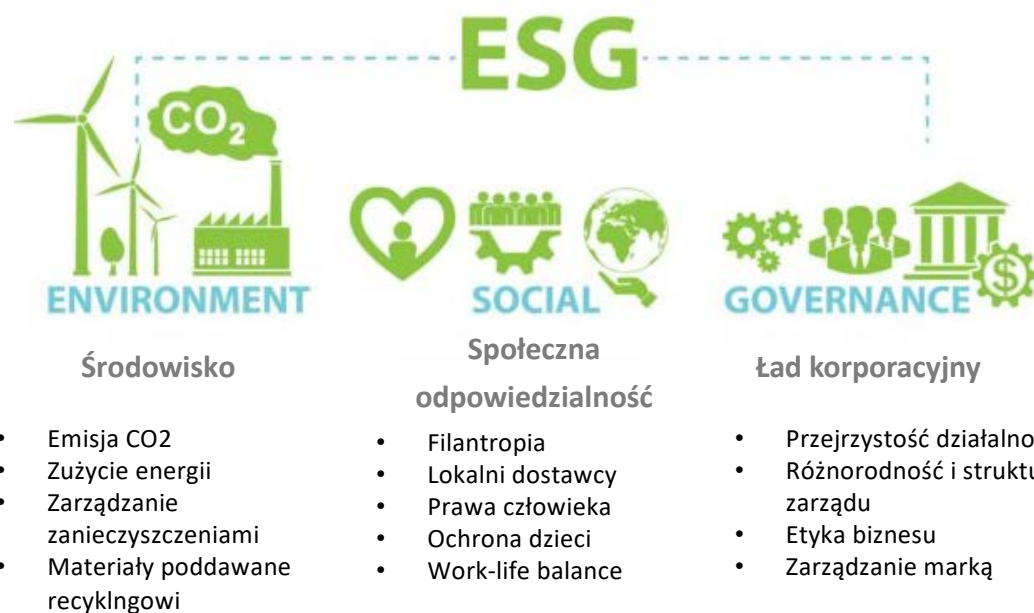 ESG
CO2
ENVIRONMENT
Środowisko
• Emisja CO2
• Zużycie energii
• Zarządzanie
zanieczyszczeniami
• Materiały poddawane
recyklngowi
SOCIAL
Społeczna
odpowiedzialność
• Filantropia
• Lokalni dostawcy
• Prawa człowieka
• Ochrona dzieci
• Work-life balance
$
GOVERNANCE
Ład korporacyjny
• Przejrzystość
• Różnorodność i
zarządu
• Etyka biznesu
• Zarządzanie marką